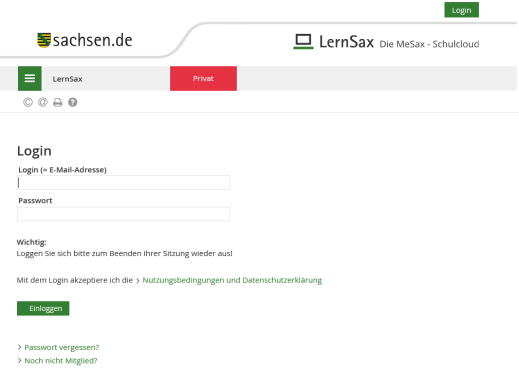 Login
sachsen.de
LernSax Die MeSax - Schulcloud
LernSax
Privat
Login
Login (= E-Mail-Adresse)
Passwort
Wichtig:
Loggen Sie sich bitte zum Beenden Ihrer Sitzung wieder aus!
Mit dem Login akzeptiere ich die › Nutzungsbedingungen und Datenschutzerklärung
Einloggen
› Passwort vergessen?
› Noch nicht Mitglied?